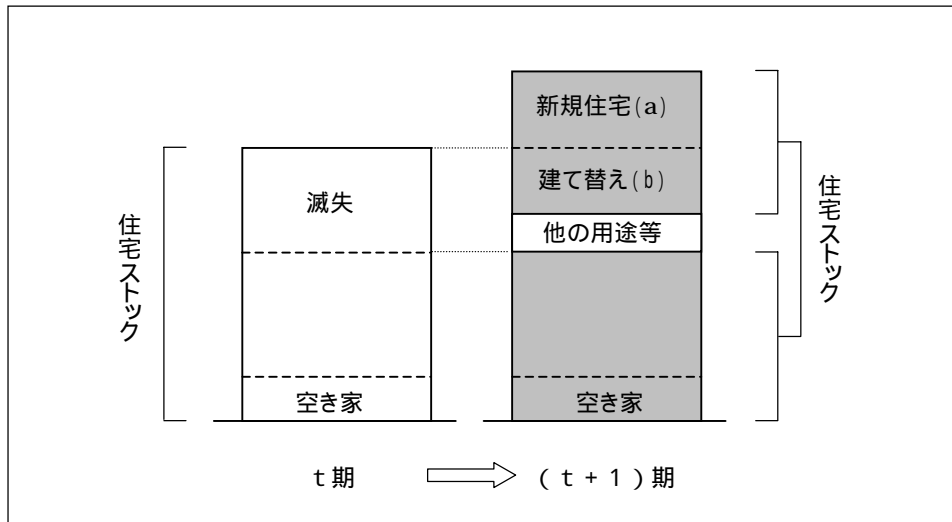 新規住宅(a)
建て替え(b)
滅失
他の用途等
住宅ストック
住宅ストック
空き家
空き家
t期
(t+1)期